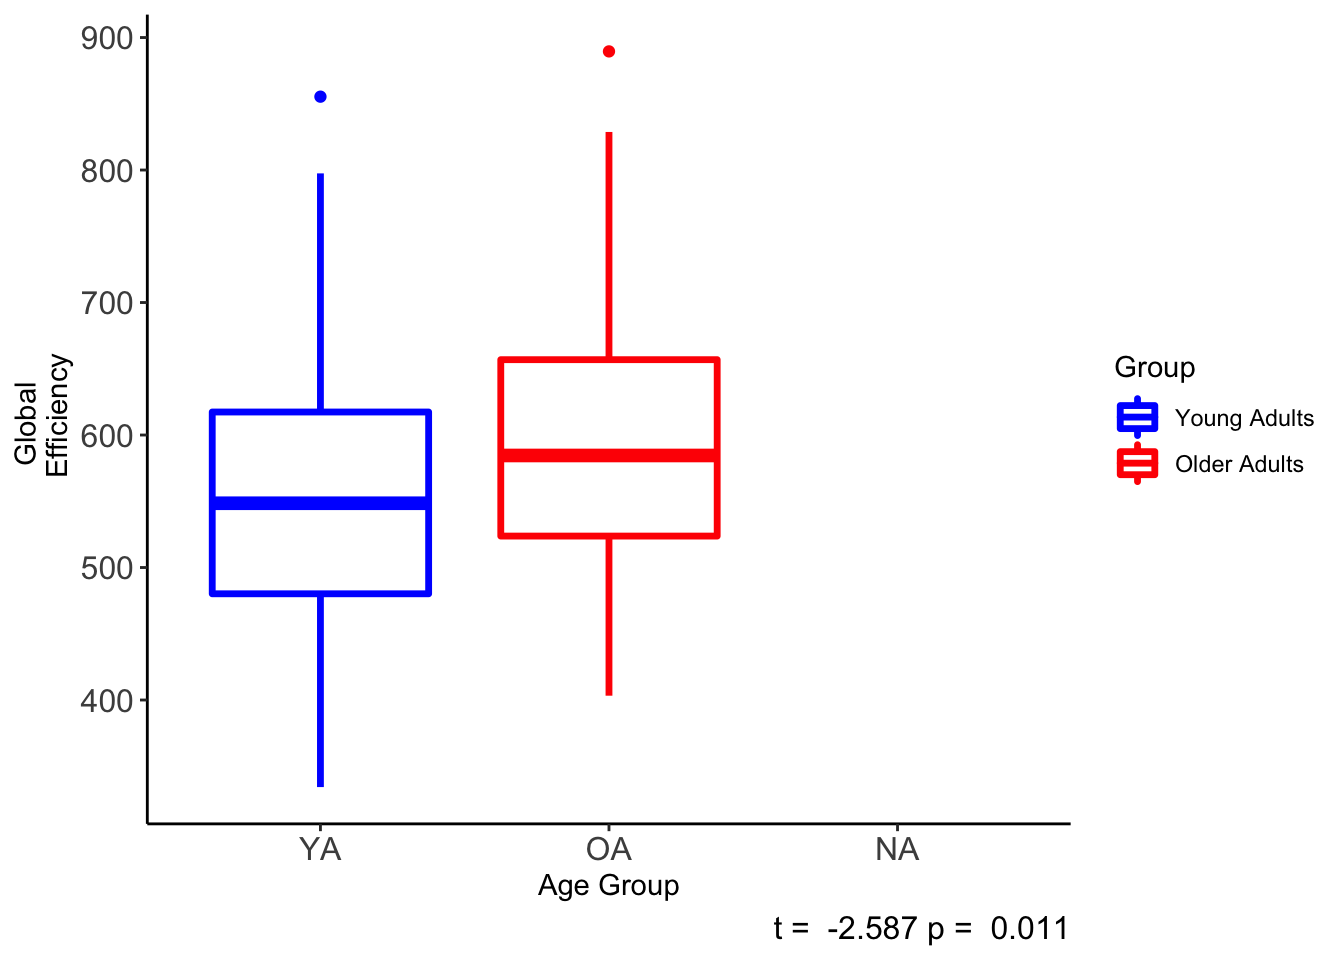 900
800
700
600
500
400
Global
Efficiency
YA OA NA
Age Group
t = -2.587 p = 0.011
Group
Young Adults
Older Adults